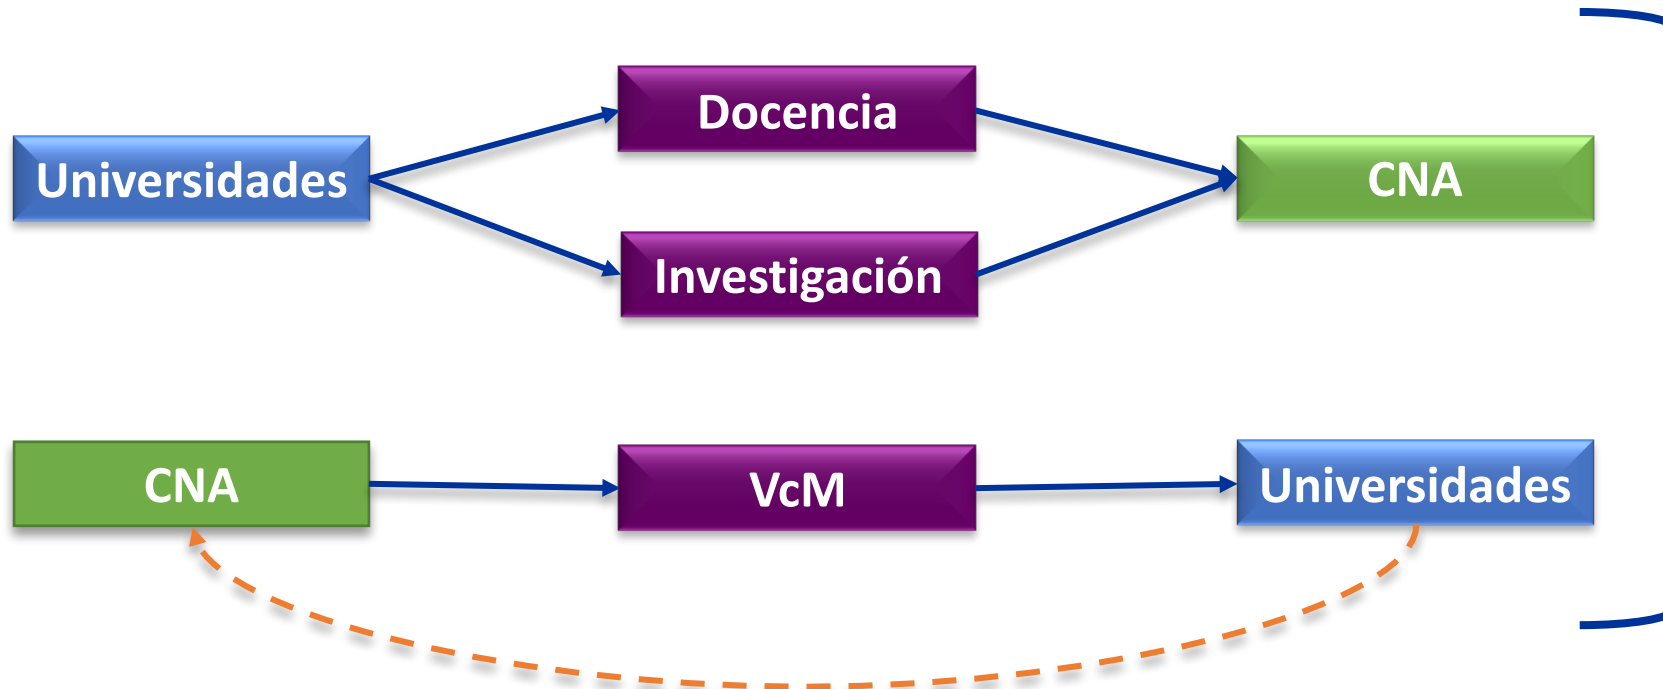 Docencia
Universidades
CNA
Investigación
CNA
VcM
Universidades